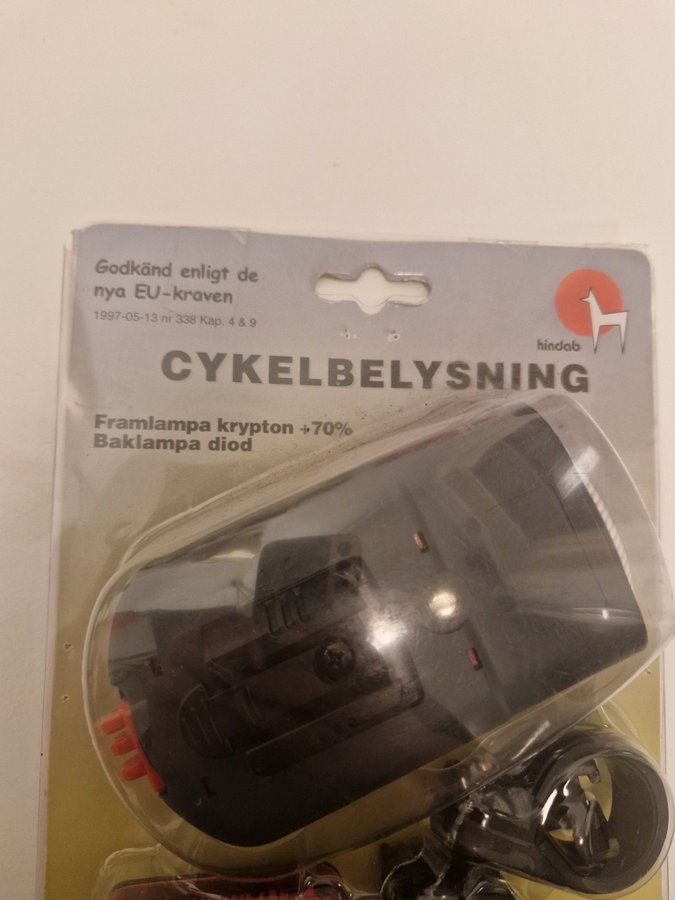 Godkänd enligt de
nya EU-kraven
1997-05-13 nr 338 Kap. 4 & 9
hindab
CYKELBELYSNING
Framlampa krypton +70%
Baklampa diod